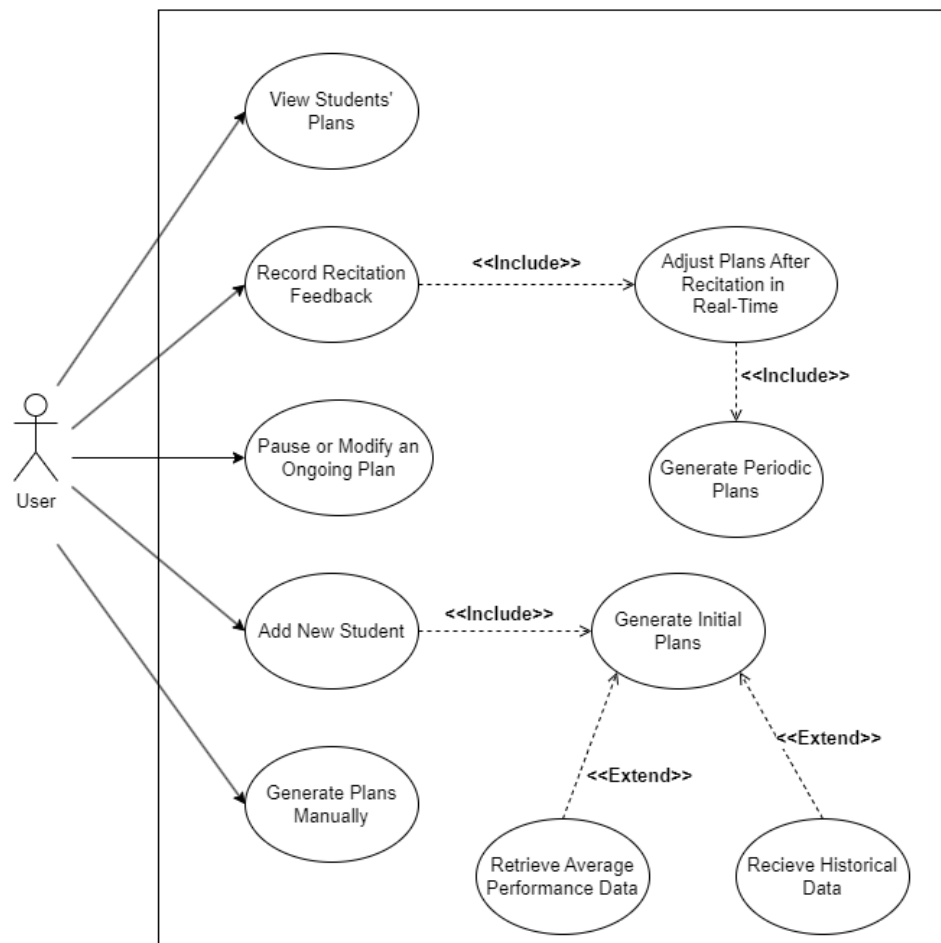 View Students'
Plans
Record Recitation
Feedback
<<Include>>
Adjust Plans After
Recitation in
Real-Time
<<Include>>
Generate Periodic
Plans
Pause or Modify an
Ongoing Plan
User
Add New Student
<<Include>>
Generate Initial
Plans
<<Extend>>
<<Extend>>
Generate Plans
Manually
Retrieve Average
Performance Data
Recieve Historical
Data